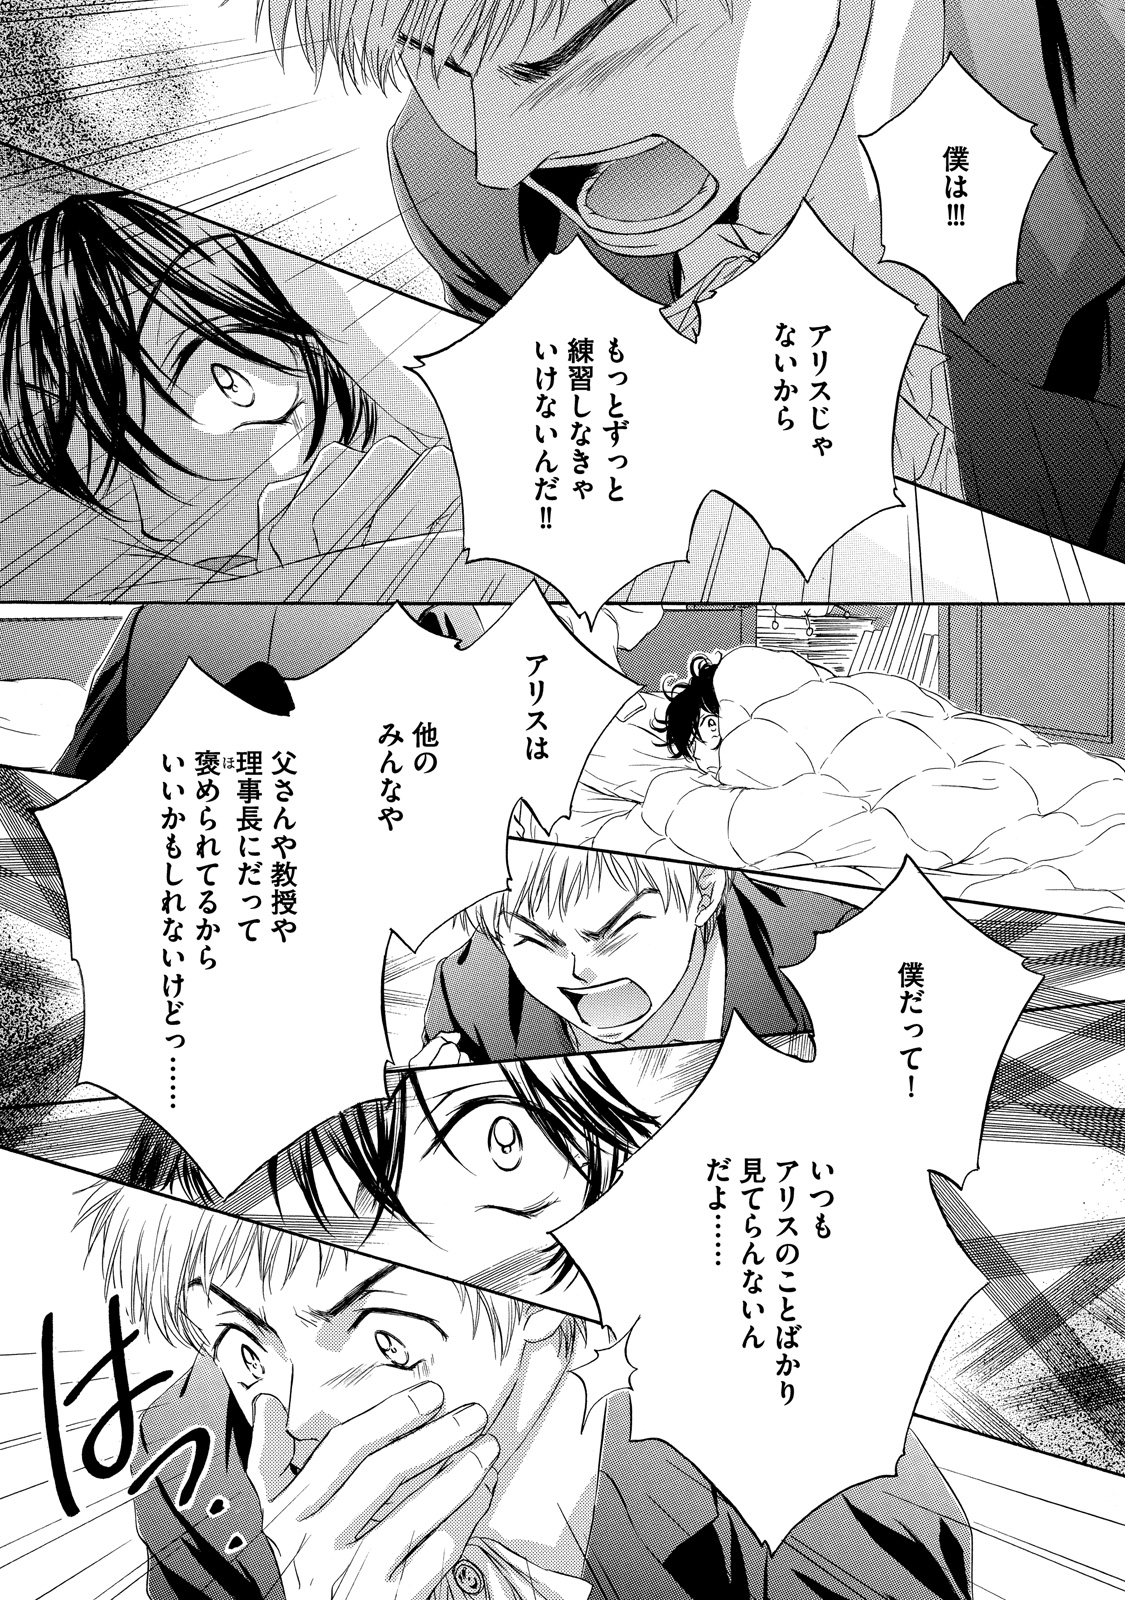 僕は!!!
アリスじゃ
ないから
もっとずっと
練習しなきゃ
いけないんだ!!
アリスは
他の
みんなや
父さんや教授や
理事長にだって
褒められてるから
ほ
いいかもしれないけどっ……
僕だって！
いつも
アリスのことばかり
見てらんないん
だよ……
はっ…